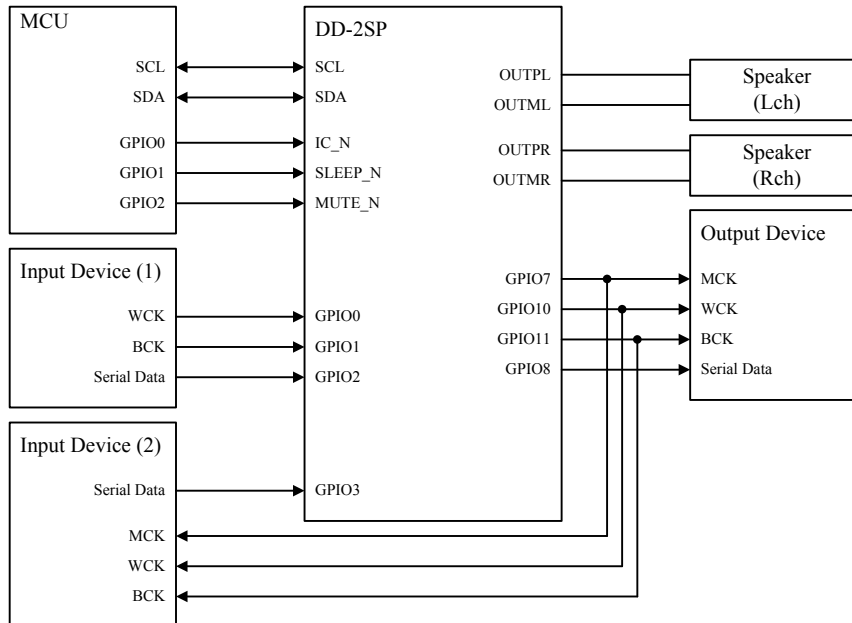 MCU
SCL
SDA
GPIO0
GPIO1
GPIO2
Input Device (1)
WCK
BCK
Serial Data
Input Device (2)
Serial Data
MCK
WCK
BCK
DD-2SP
SCL
SDA
IC_N
SLEEP_N
MUTE_N
GPIO0
GPIO1
GPIO2
GPIO3
OUTPL
OUTML
OUTPR
OUTMR
GPIO7
GPIO10
GPIO11
GPIO8
Speaker
(Lch)
Speaker
(Rch)
Output Device
MCK
WCK
BCK
Serial Data